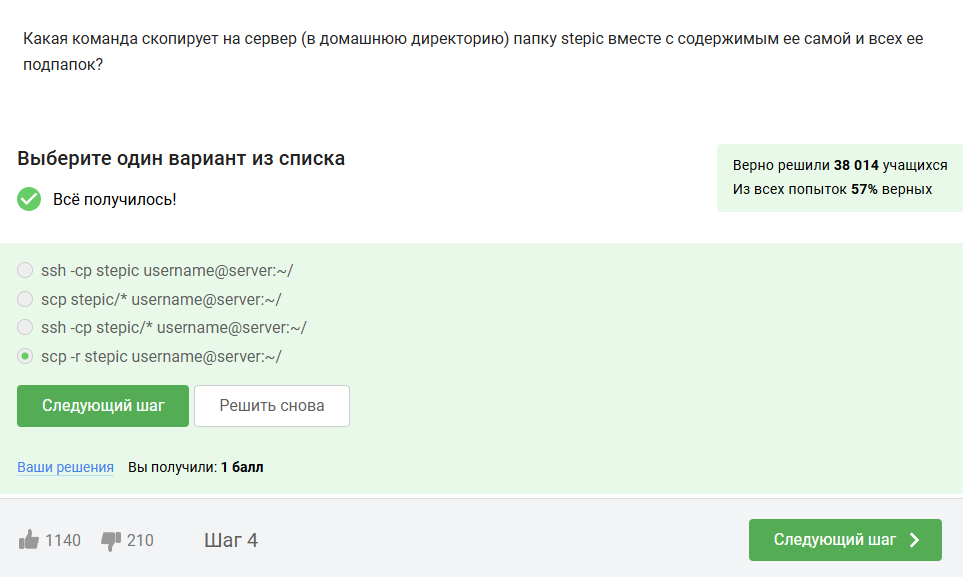 Какая команда скопирует на сервер (в домашнюю директорию) папку stepic вместе с содержимым ее самой и всех ее
подпапок?
Выберите один вариант из списка
Всё получилось!
Верно решили 38 014 учащихся
Из всех попыток 57% верных
ssh -cp stepic username@server:~/
scp stepic/* username@server:~/
ssh -cp stepic/* username@server:~/
scp -r stepic username@server:~/
Следующий шаг
Решить снова
Ваши решения Вы получили: 1 балл
1140 210 Шаг 4 Следующий шаг